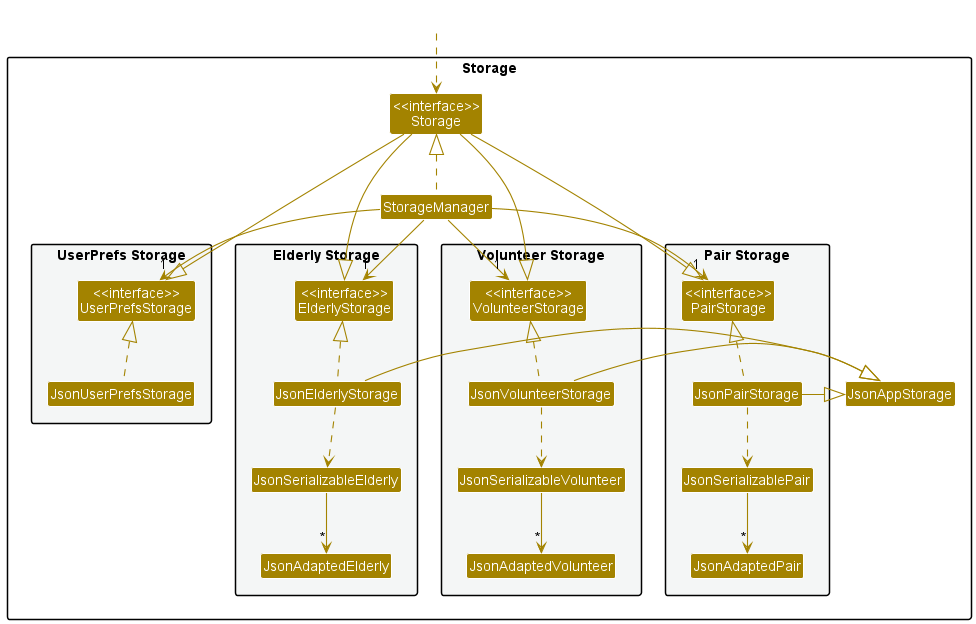 Storage
<<interface>>
Storage
StorageManager
UserPrefs Storage
Elderly Storage
Volunteer Storage
Pair Storage
1
1
1
1
<<interface>>
UserPrefsStorage
<<interface>>
ElderlyStorage
<<interface>>
VolunteerStorage
<<interface>>
PairStorage
JsonUserPrefsStorage
JsonElderlyStorage
JsonVolunteerStorage
JsonPairStorage
JsonAppStorage
JsonSerializableElderly
JsonSerializableVolunteer
JsonSerializablePair
*
*
*
JsonAdaptedElderly
JsonAdaptedVolunteer
JsonAdaptedPair